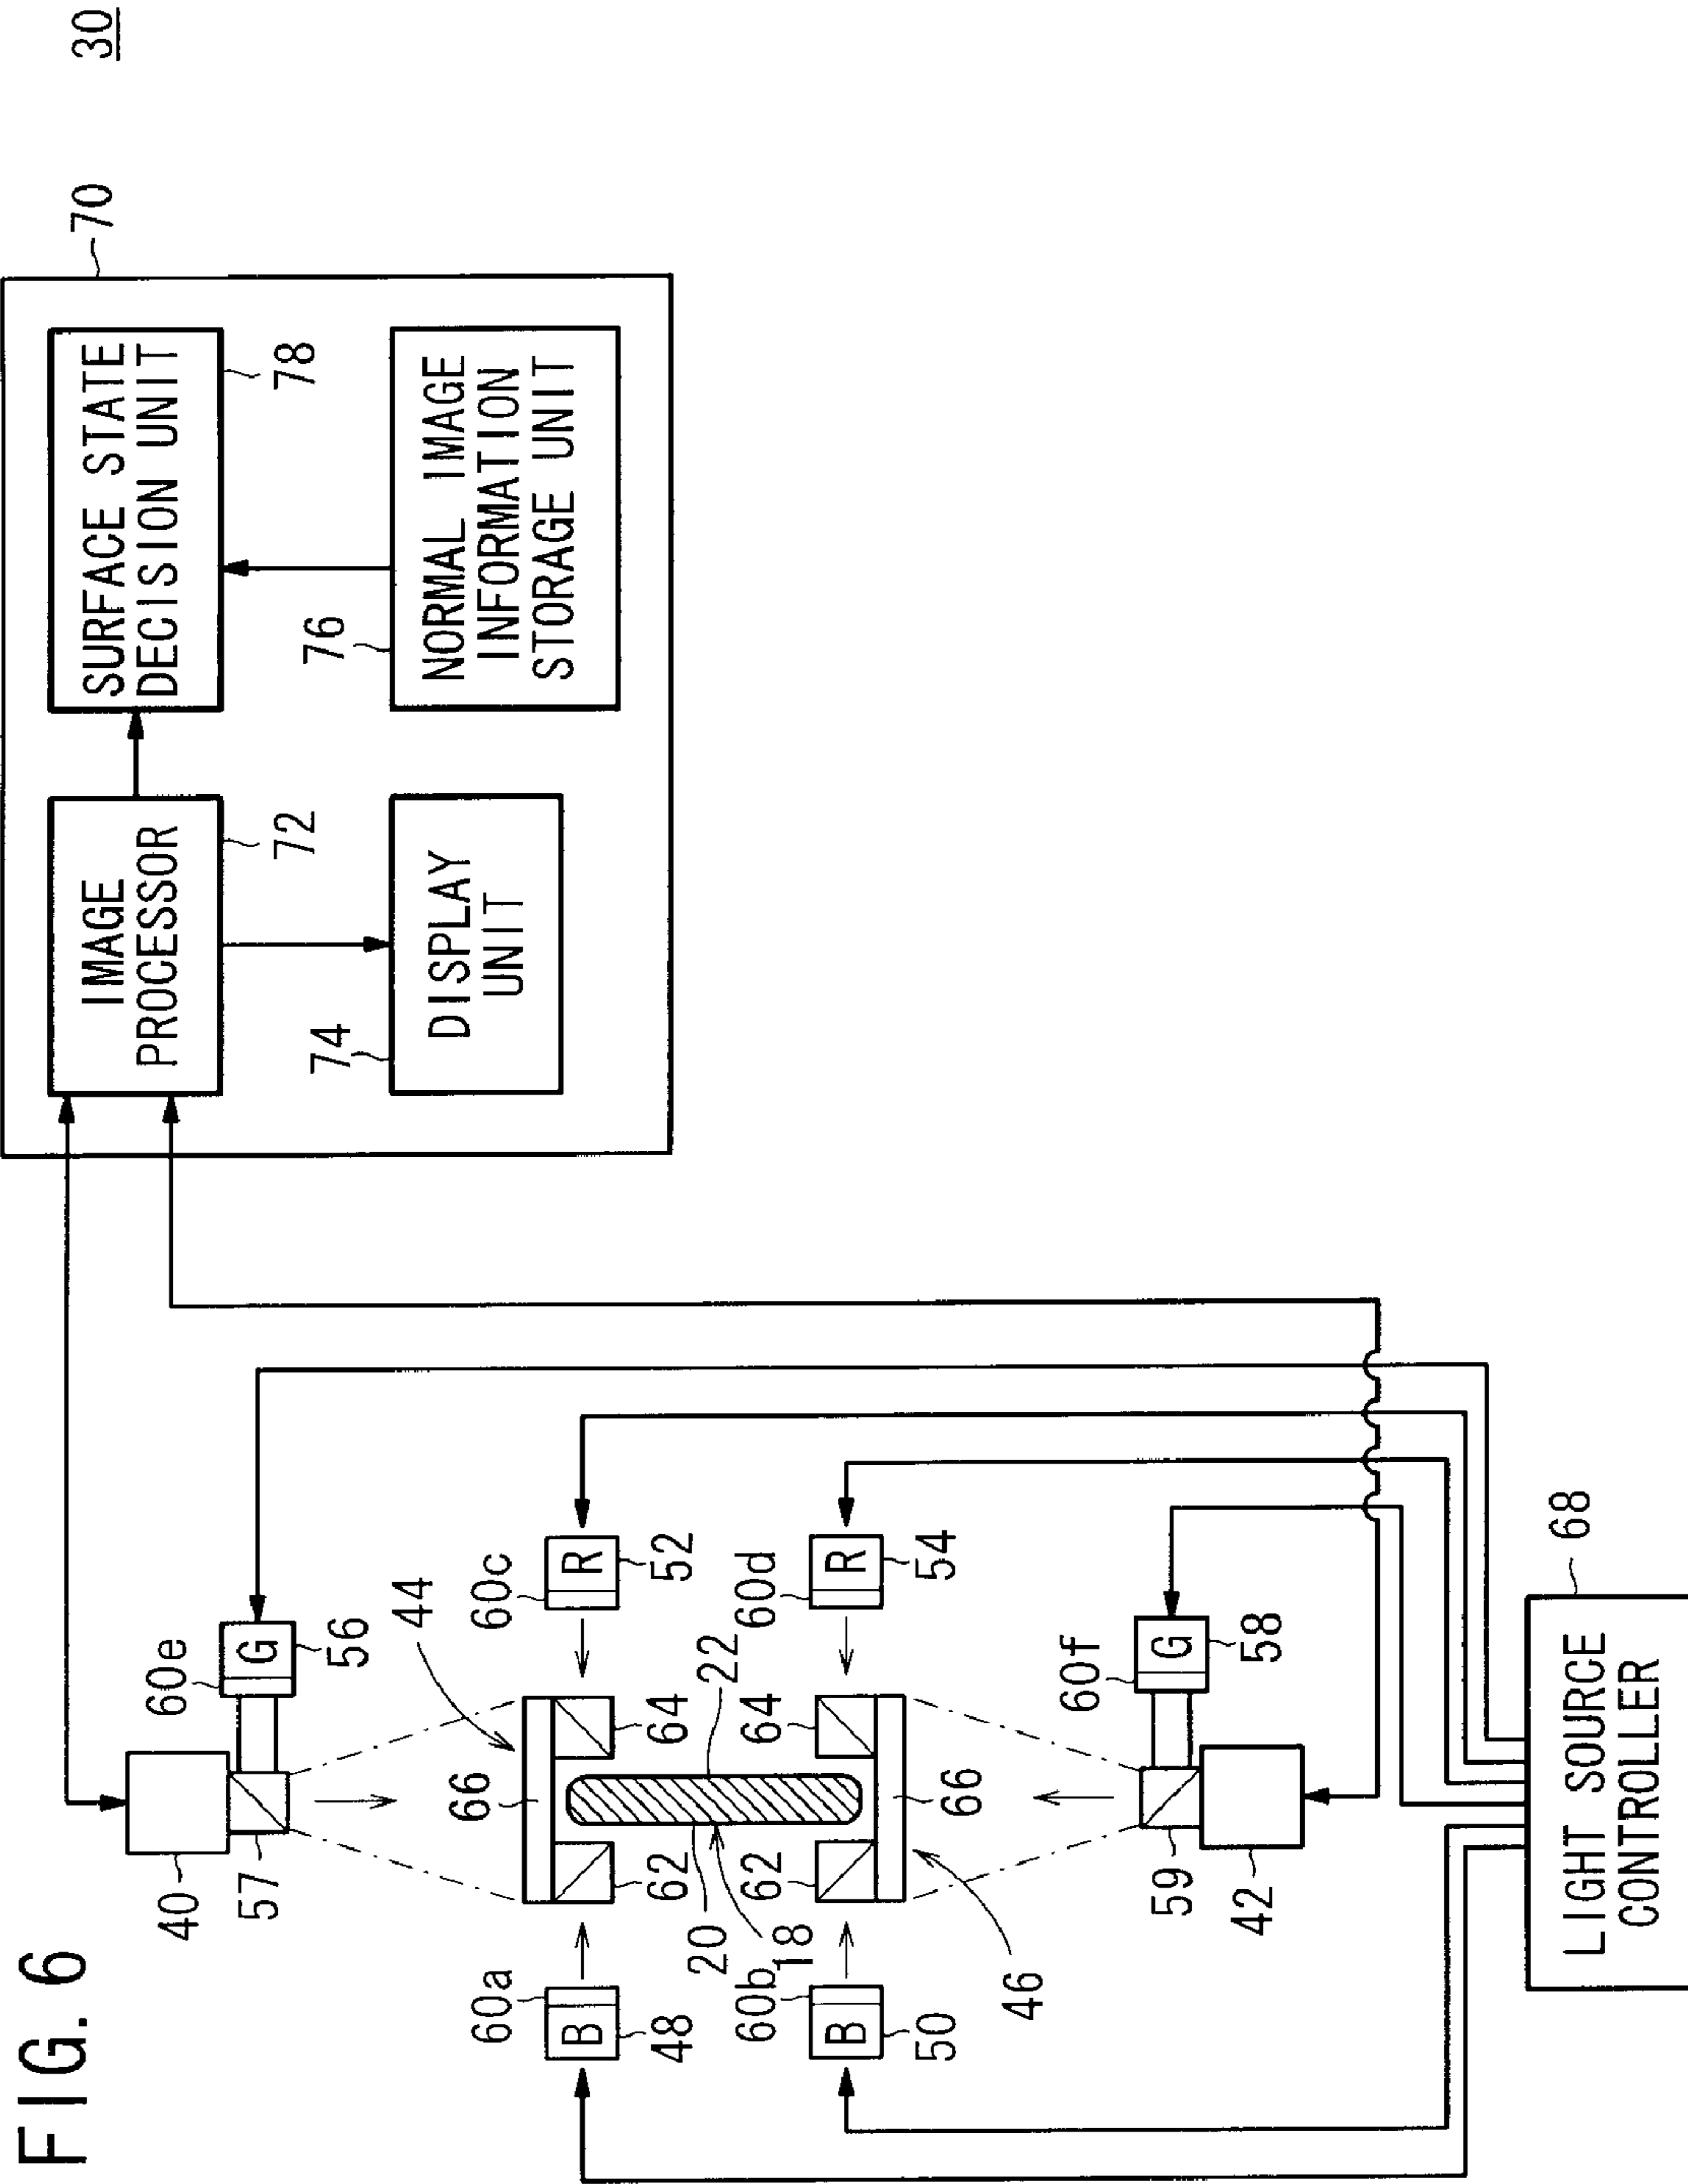 FIG. 6
30
70
IMAGE
PROCESSOR
72
SURFACE STATE
DECISION UNIT
78
74
DISPLAY
UNIT
76
NORMAL IMAGE
INFORMATION
STORAGE UNIT
40
57
60e
G
56
44
66
60a
B
48
62
64
60c
R
52
20
18
22
60b
B
50
62
64
60d
R
54
46
66
59
42
60f
G
58
68
LIGHT SOURCE
CONTROLLER